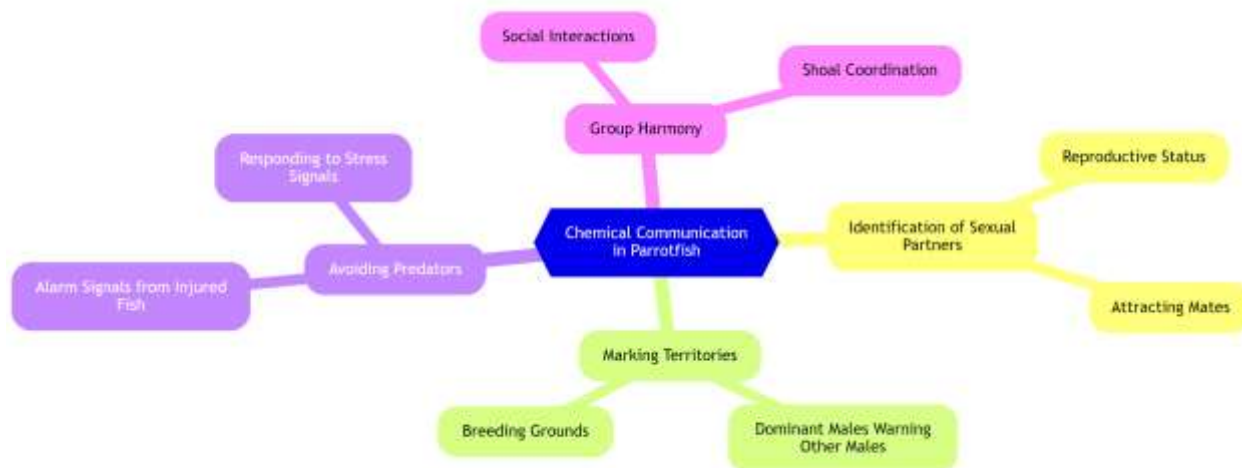 Social Interactions
Shoal Coordination
Group Harmony
Responding to Stress
Signals
Reproductive Status
Chemical Communication
in Parrotfish
Identification of Sexual
Partners
Avoiding Predators
Alarm Signals from Injured
Fish
Attracting Mates
Marking Territories
Breeding Grounds
Dominant Males Warning
Other Males